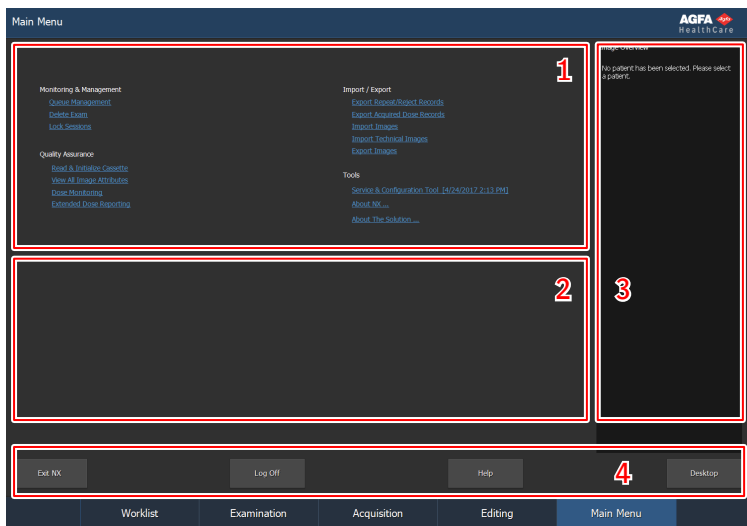 Main Menu
AGFA
HealthCare
Image Overview
No patient has been selected. Please select
a patient.
1
Monitoring & Management
Queue Management
Delete Exam
Lock Sessions
Quality Assurance
Read & Initialize Cassette
View All Image Attributes
Dose Monitoring
Extended Dose Reporting
Import / Export
Export Repeat/Reject Records
Export Acquired Dose Records
Import Images
Import Technical Images
Export Images
Tools
Service & Configuration Tool [4/24/2017 2:13 PM]
About NX ...
About The Solution ...
2
3
4
Exit NX
Log Off
Help
Desktop
Worklist
Examination
Acquisition
Editing
Main Menu